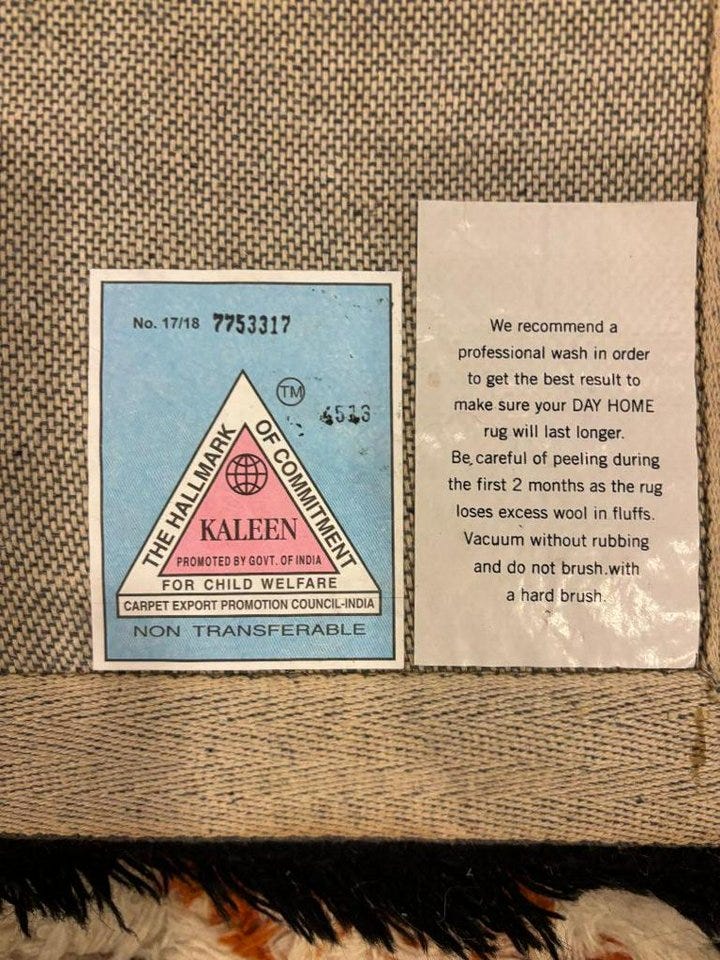 No. 17/18 7753317
TM
4513
THE HALLMARK OF COMMITMENT
KALEEN
PROMOTED BY GOVT. OF INDIA
FOR CHILD WELFARE
CARPET EXPORT PROMOTION COUNCIL-INDIA
NON TRANSFERABLE
We recommend a
professional wash in order
to get the best result to
make sure your DAY HOME
rug will last longer.
Be careful of peeling during
the first 2 months as the rug
loses excess wool in fluffs.
Vacuum without rubbing
and do not brush with
a hard brush.